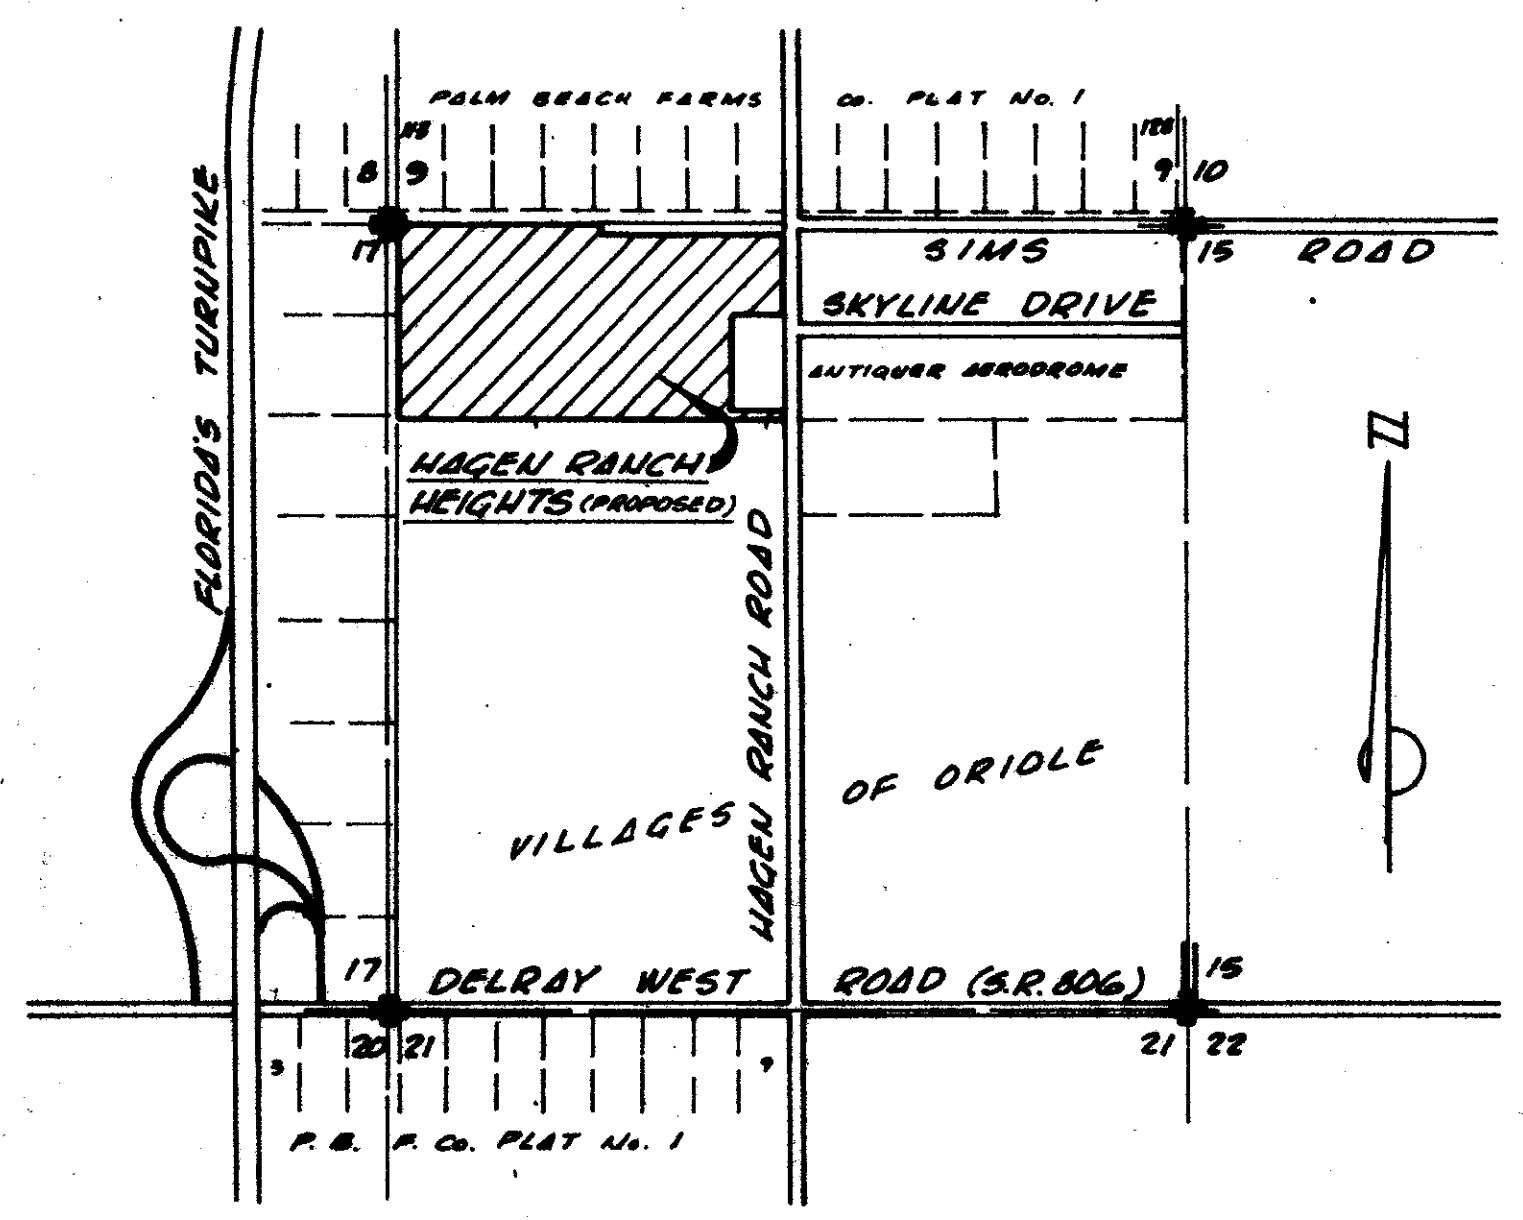 PALM BEACH FARMS CO. PLAT NO. 1
8 9
9 10
17
15
SIMS ROAD
SKYLINE DRIVE
ANTIQUER AERODROME
FLORIDA'S TURNPIKE
HAGEN RANCH
HEIGHTS (PROPOSED)
HAGEN RANCH ROAD
N
VILLAGES OF ORIOLE
17
15
DELRAY WEST ROAD (S.R. 806)
20 21
21 22
3
9
P. B. F. CO. PLAT NO. 1